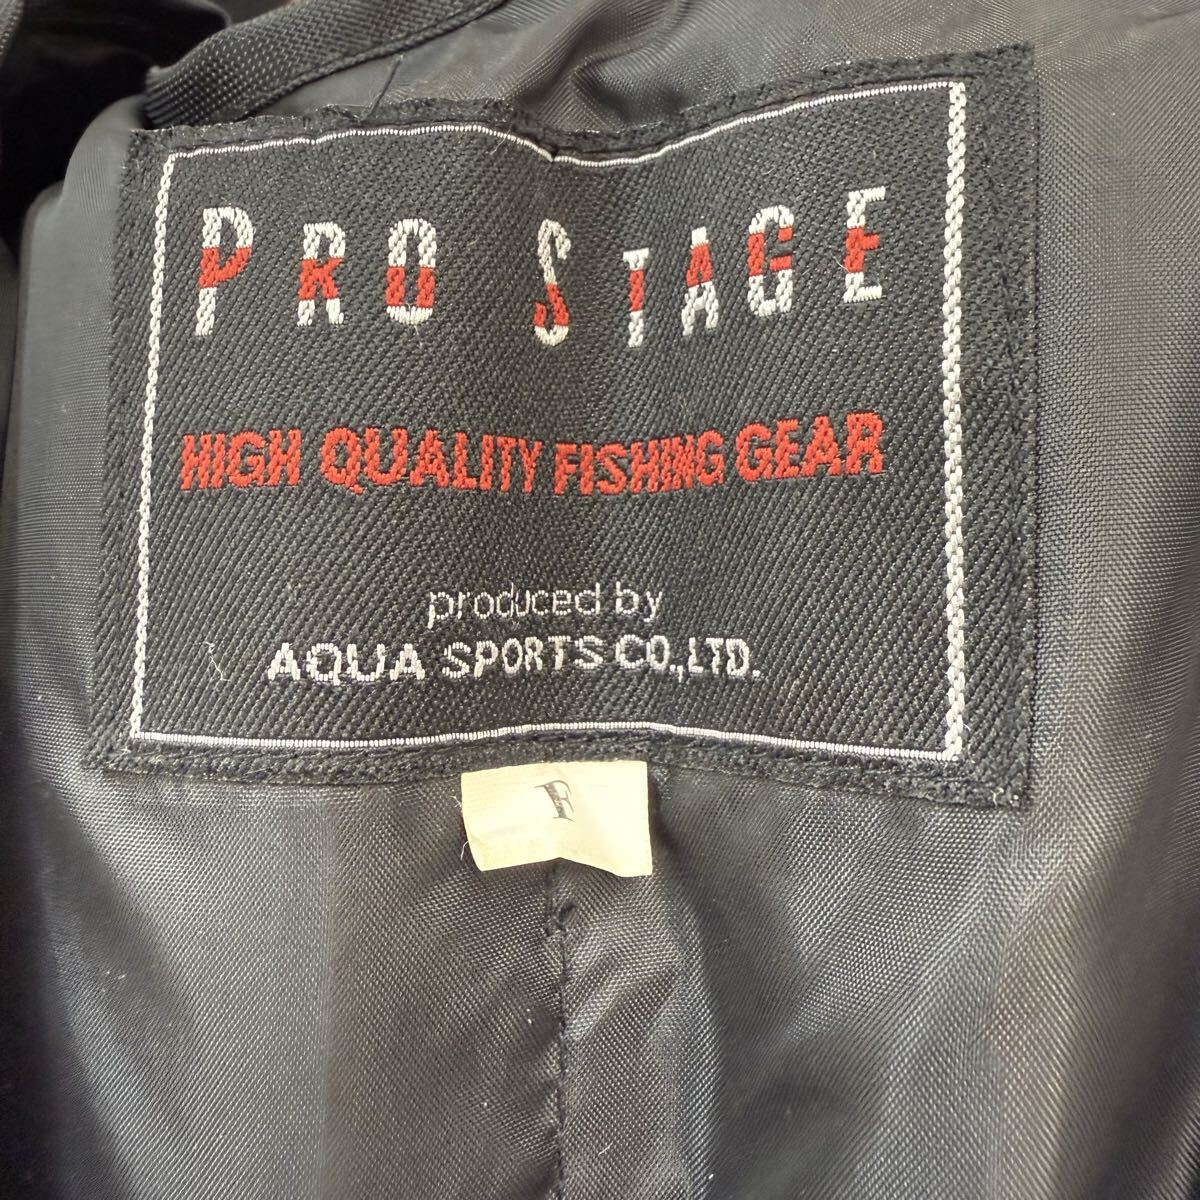 PRO STAGE
HIGH QUALITY FISHING GEAR
produced by
AQUA SPORTS CO.,LTD.
F